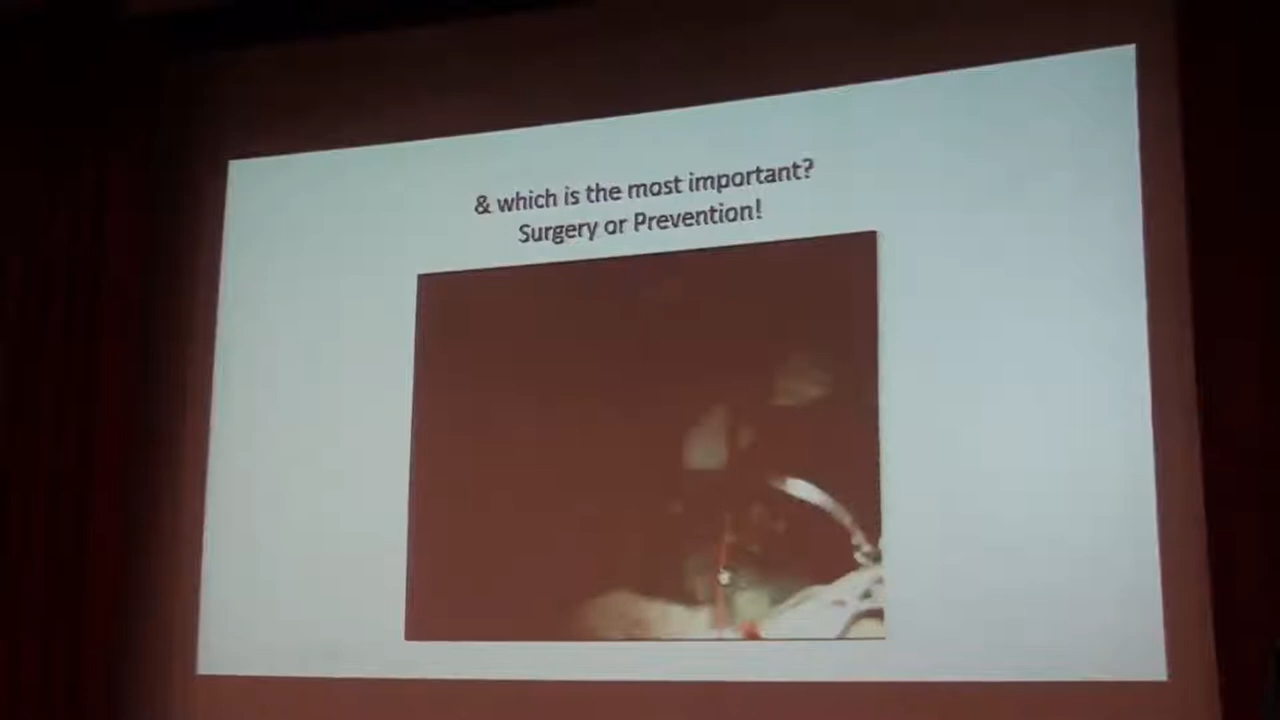 & which is the most important?
Surgery or Prevention!